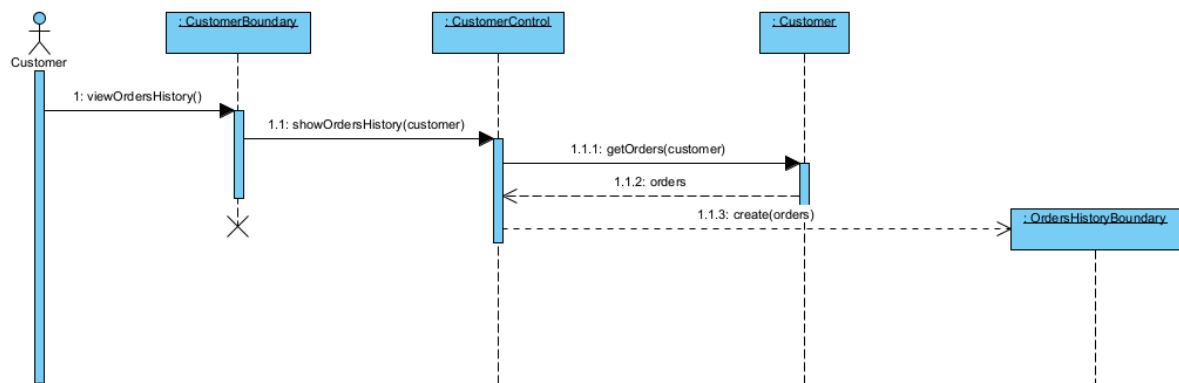 : CustomerBoundary
: CustomerControl
: Customer
Customer
1: viewOrdersHistory()
1.1: showOrdersHistory(customer)
1.1.1: getOrders(customer)
1.1.2: orders
1.1.3: create(orders)
: OrdersHistoryBoundary